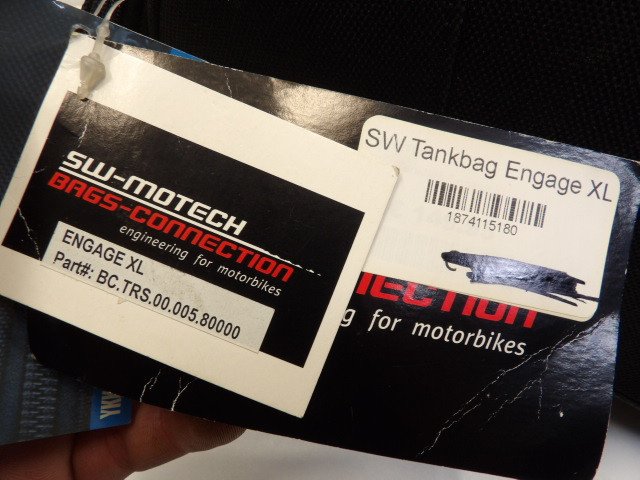 SW-MOTECH
BAGS-CONNECTION
engineering for motorbikes
ENGAGE XL
Part#: BC.TRS.00.005.80000
SW Tankbag Engage XL
1874115180
NECTION
g for motorbikes